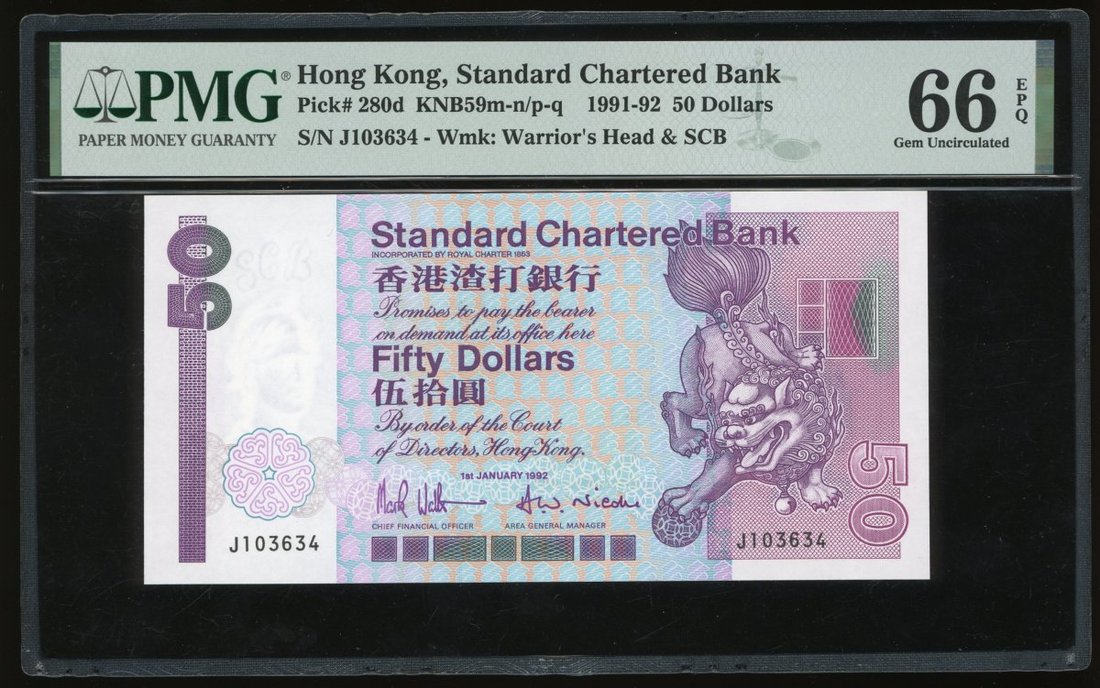 PMG® Hong Kong, Standard Chartered Bank
Pick# 280d KNB59m-n/p-q 1991-92 50 Dollars
PAPER MONEY GUARANTY
S/N J103634 - Wmk: Warrior's Head & SCB
66 EPQ
Gem Uncirculated
50
Standard Chartered Bank
INCORPORATED BY ROYAL CHARTER 1853
香港渣打銀行
Promises to pay the bearer
on demand at its office here
Fifty Dollars
伍拾圓
By order of the Court
of Directors, Hong Kong.
1st JANUARY 1992
CHIEF FINANCIAL OFFICER
AREA GENERAL MANAGER
J103634
J103634
50